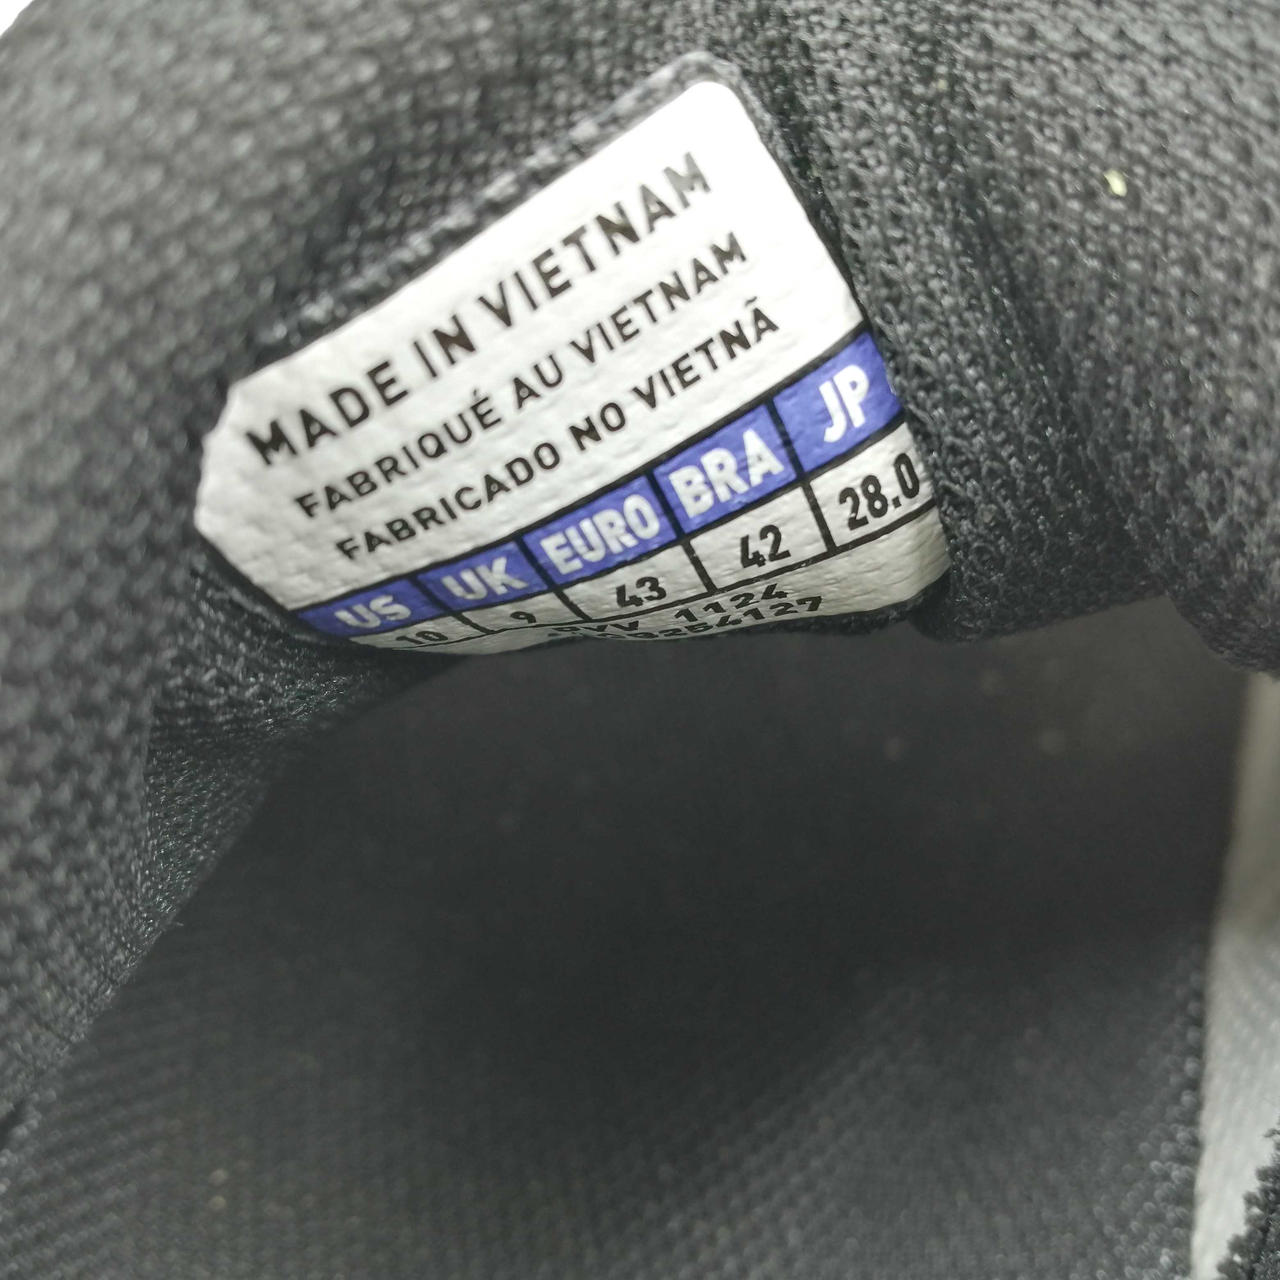 MADE IN VIETNAM
FABRIQUÉ AU VIETNAM
FABRICADO NO VIETNÃ
US UK EURO BRA JP
10 9 43 42 28.0
1124